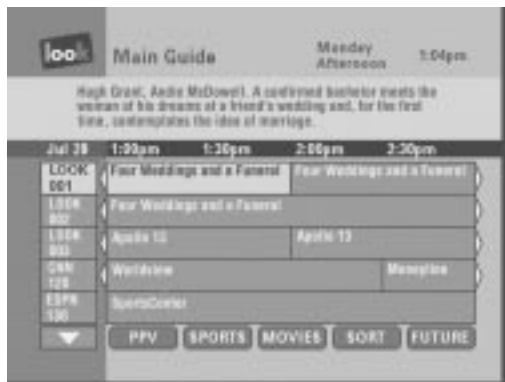 look
Main Guide
Monday
Afternoon
1:04pm
Hugh Grant, Andie McDowell. A confirmed bachelor meets the
woman of his dreams at a friend's wedding and, for the first
time, contemplates the idea of marriage.
Jul 29 1:00pm 1:30pm 2:00pm 2:30pm
LOOK
001
Four Weddings and a Funeral
Four Weddings and a Funeral
LOOK
002
Four Weddings and a Funeral
LOOK
003
Apollo 13
Apollo 13
CNN
120
Worldview
Moneyline
ESPN
SportsCenter
PPV SPORTS MOVIES SORT FUTURE